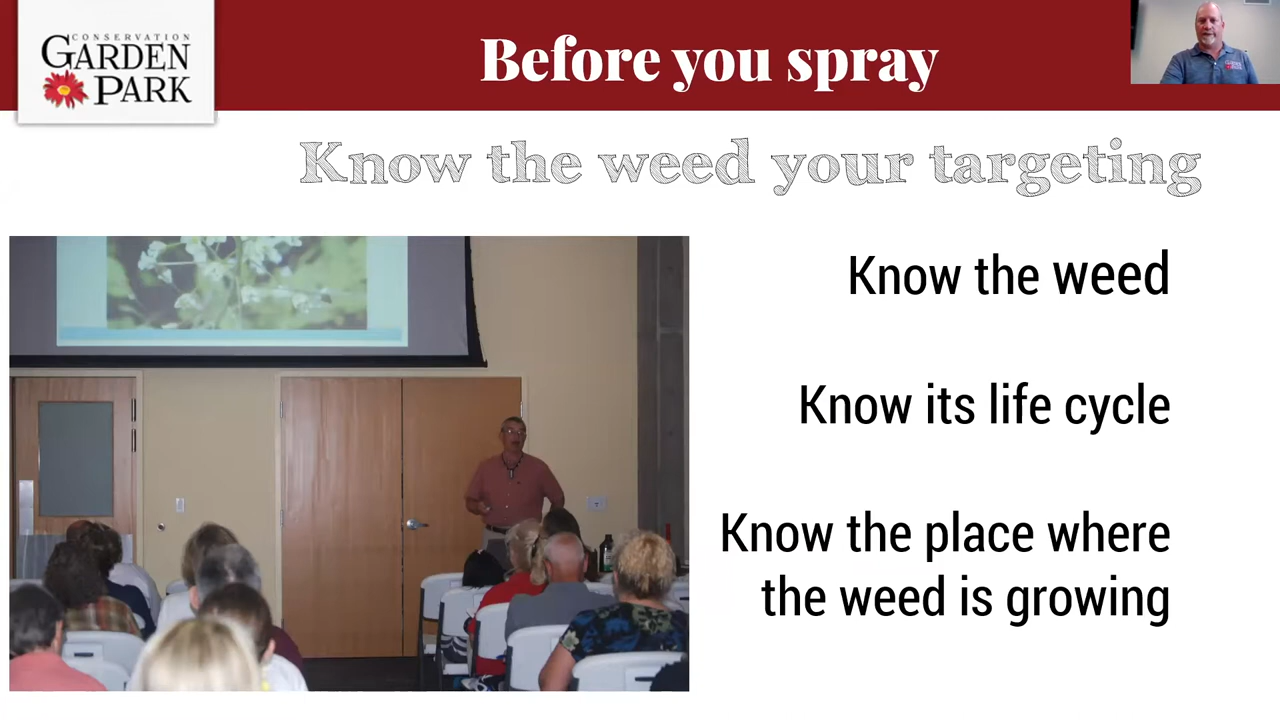 CONSERVATION
GARDEN
PARK
Before you spray
Know the weed your targeting
Know the weed
Know its life cycle
Know the place where
the weed is growing